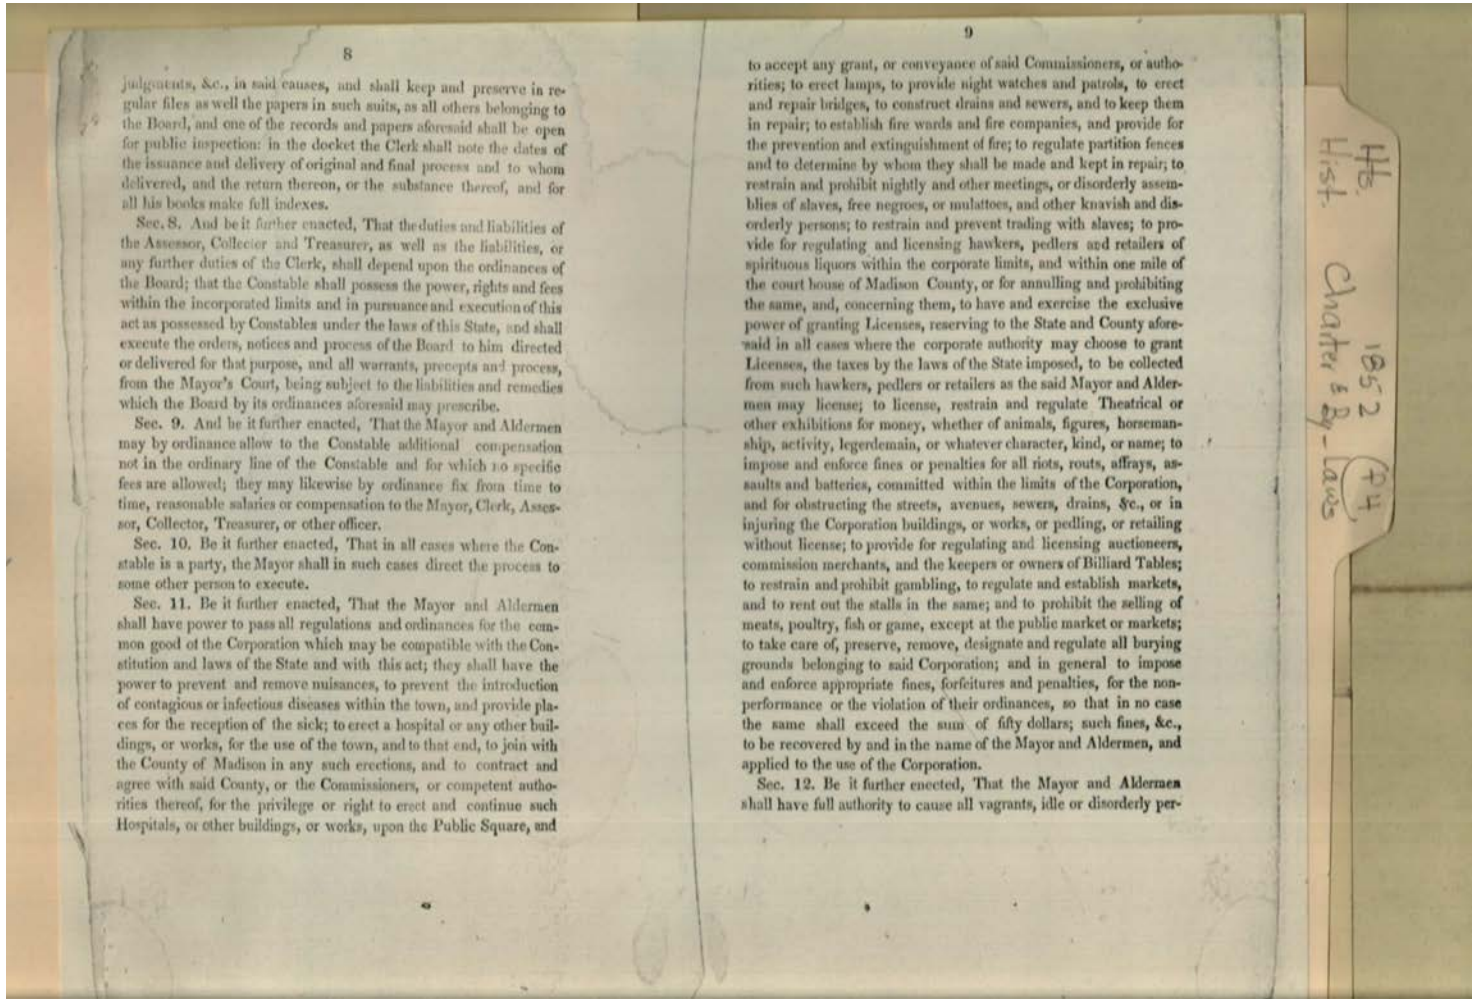 8
judgments, &c., in said causes, and shall keep and preserve in re-
gular files as well the papers in such suits, as all others belonging to
the Board, and one of the records and papers aforesaid shall be open
for public inspection: in the docket the Clerk shall note the dates of
the issuance and delivery of original and final process and to whom
delivered, and the return thereon, or the substance thereof, and for
all his books make full indexes.
Sec. 8. And be it further enacted, That the duties and liabilities of
the Assessor, Collector and Treasurer, as well as the liabilities, or
any further duties of the Clerk, shall depend upon the ordinances of
the Board; that the Constable shall possess the power, rights and fees
within the incorporated limits and in pursuance and execution of this
act as possessed by Constables under the laws of this State, and shall
execute the orders, notices and process of the Board to him directed
or delivered for that purpose, and all warrants, precepts and process,
from the Mayor's Court, being subject to the liabilities and remedies
which the Board by its ordinances aforesaid may prescribe.
Sec. 9. And be it further enacted, That the Mayor and Aldermen
may by ordinance allow to the Constable additional compensation
not in the ordinary line of the Constable and for which no specific
fees are allowed; they may likewise by ordinance fix from time to
time, reasonable salaries or compensation to the Mayor, Clerk, Asses-
sor, Collector, Treasurer, or other officer.
Sec. 10. Be it further enacted, That in all cases where the Con-
stable is a party, the Mayor shall in such cases direct the process to
some other person to execute.
Sec. 11. Be it further enacted, That the Mayor and Aldermen
shall have power to pass all regulations and ordinances for the com-
mon good of the Corporation which may be compatible with the Con-
stitution and laws of the State and with this act; they shall have the
power to prevent and remove nuisances, to prevent the introduction
of contagious or infectious diseases within the town, and provide pla-
ces for the reception of the sick; to erect a hospital or any other buil-
dings, or works, for the use of the town, and to that end, to join with
the County of Madison in any such erections, and to contract and
agree with said County, or the Commissioners, or competent autho-
rities thereof, for the privilege or right to erect and continue such
Hospitals, or other buildings, or works, upon the Public Square, and
9
to accept any grant, or conveyance of said Commissioners, or autho-
rities; to erect lamps, to provide night watches and patrols, to erect
and repair bridges, to construct drains and sewers, and to keep them
in repair; to establish fire wards and fire companies, and provide for
the prevention and extinguishment of fire; to regulate partition fences
and to determine by whom they shall be made and kept in repair; to
restrain and prohibit nightly and other meetings, or disorderly assem-
blies of slaves, free negroes, or mulattoes, and other knavish and dis-
orderly persons; to restrain and prevent trading with slaves; to pro-
vide for regulating and licensing hawkers, pedlers and retailers of
spirituous liquors within the corporate limits, and within one mile of
the court house of Madison County, or for annulling and prohibiting
the same, and, concerning them, to have and exercise the exclusive
power of granting Licenses, reserving to the State and County afore-
said in all cases where the corporate authority may choose to grant
Licenses, the taxes by the laws of the State imposed, to be collected
from such hawkers, pedlers or retailers as the said Mayor and Alder-
men may license; to license, restrain and regulate Theatrical or
other exhibitions for money, whether of animals, figures, horseman-
ship, activity, legerdemain, or whatever character, kind, or name; to
impose and enforce fines or penalties for all riots, routs, affrays, as-
saults and batteries, committed within the limits of the Corporation,
and for obstructing the streets, avenues, sewers, drains, &c., or in
injuring the Corporation buildings, or works, or pedling, or retailing
without license; to provide for regulating and licensing auctioneers,
commission merchants, and the keepers or owners of Billiard Tables;
to restrain and prohibit gambling, to regulate and establish markets,
and to rent out the stalls in the same; and to prohibit the selling of
meats, poultry, fish or game, except at the public market or markets;
to take care of, preserve, remove, designate and regulate all burying
grounds belonging to said Corporation; and in general to impose
and enforce appropriate fines, forfeitures and penalties, for the non-
performance or the violation of their ordinances, so that in no case
the same shall exceed the sum of fifty dollars; such fines, &c.,
to be recovered by and in the name of the Mayor and Aldermen, and
applied to the use of the Corporation.
Sec. 12. Be it further enected, That the Mayor and Aldermen
shall have full authority to cause all vagrants, idle or disorderly per-
Hts. 1852 P4
Hist. Charter & By-Laws